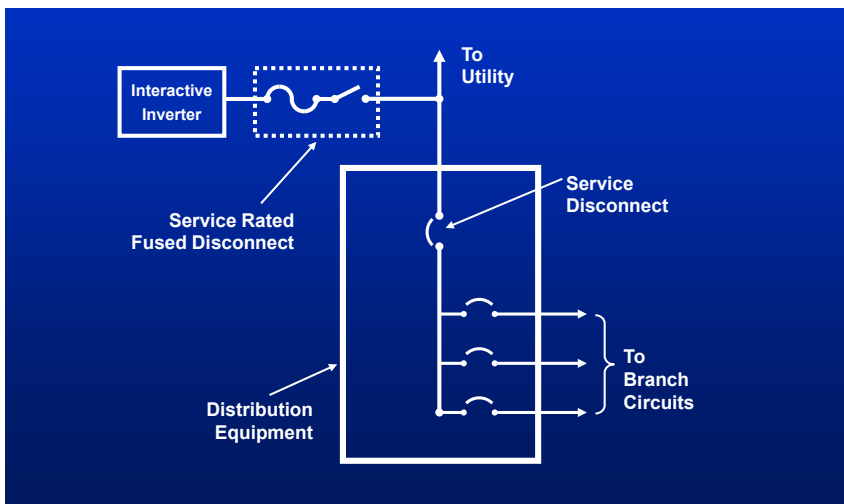 To
Utility
Interactive
Inverter
Service Rated
Fused Disconnect
Service
Disconnect
To
Branch
Circuits
Distribution
Equipment